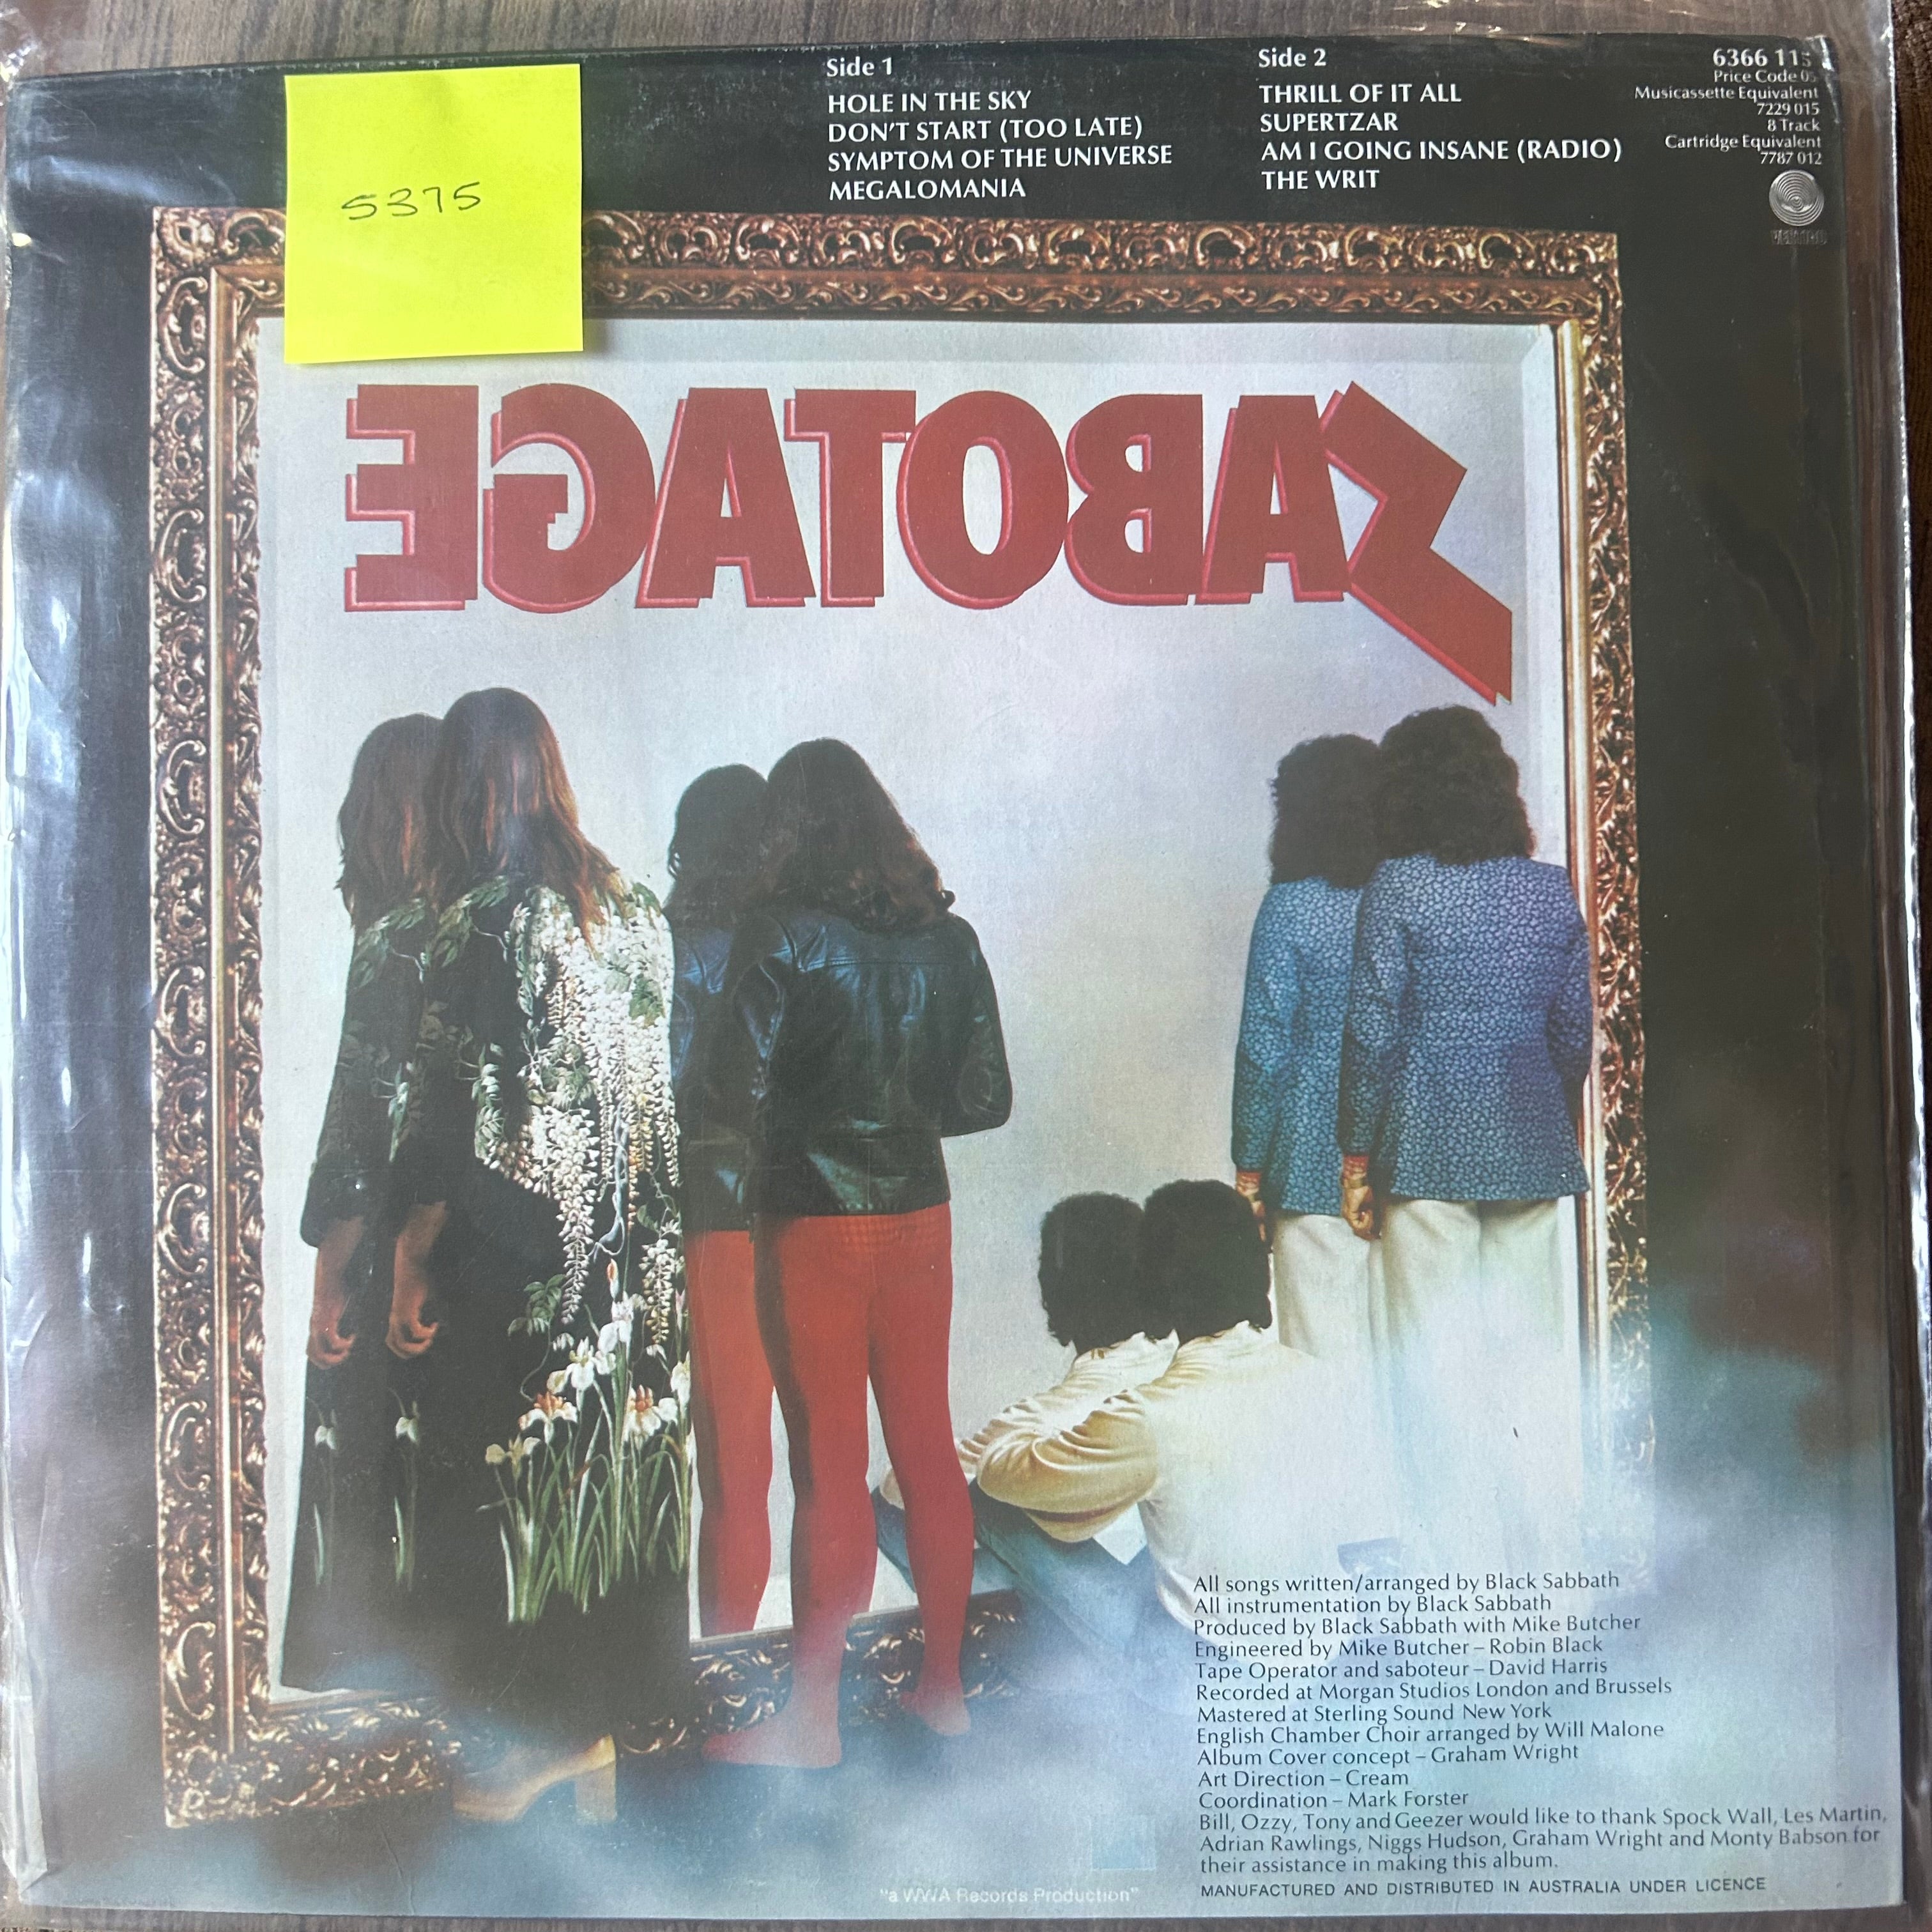 5375
Side 1
HOLE IN THE SKY
DON'T START (TOO LATE)
SYMPTOM OF THE UNIVERSE
MEGALOMANIA
Side 2
THRILL OF IT ALL
SUPERTZAR
AM I GOING INSANE (RADIO)
THE WRIT
6366 115
Price Code 05
Musicassette Equivalent
7229 015
8 Track
Cartridge Equivalent
7787 012
VERTIGO
SABOTAGE
All songs written/arranged by Black Sabbath
All instrumentation by Black Sabbath
Produced by Black Sabbath with Mike Butcher
Engineered by Mike Butcher – Robin Black
Tape Operator and saboteur – David Harris
Recorded at Morgan Studios London and Brussels
Mastered at Sterling Sound New York
English Chamber Choir arranged by Will Malone
Album Cover concept – Graham Wright
Art Direction – Cream
Coordination – Mark Forster
Bill, Ozzy, Tony and Geezer would like to thank Spock Wall, Les Martin,
Adrian Rawlings, Niggs Hudson, Graham Wright and Monty Babson for
their assistance in making this album.
"a WWA Records Production"
MANUFACTURED AND DISTRIBUTED IN AUSTRALIA UNDER LICENCE